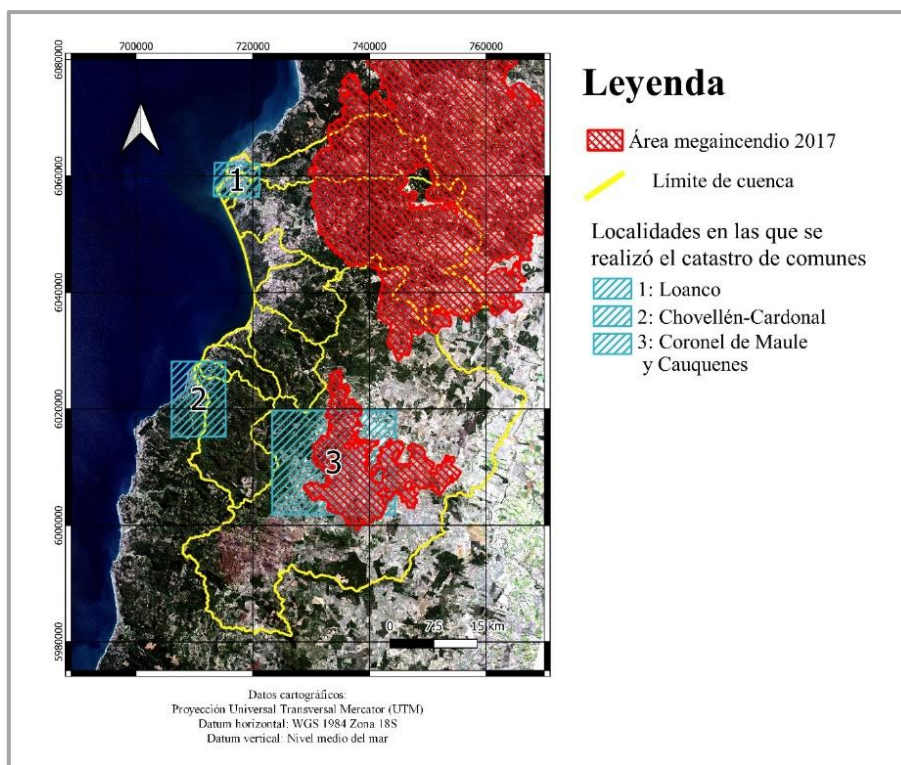 700000
720000
740000
760000
6080000
6060000
6040000
6020000
6000000
5980000
1
2
3
0 7.5 15 km
Leyenda
Área megaincendio 2017
Límite de cuenca
Localidades en las que se
realizó el catastro de comunes
1: Loanco
2: Chovellén-Cardonal
3: Coronel de Maule
y Cauquenes
Datos cartográficos:
Proyección Universal Transversal Mercator (UTM)
Datum horizontal: WGS 1984 Zona 18S
Datum vertical: Nivel medio del mar